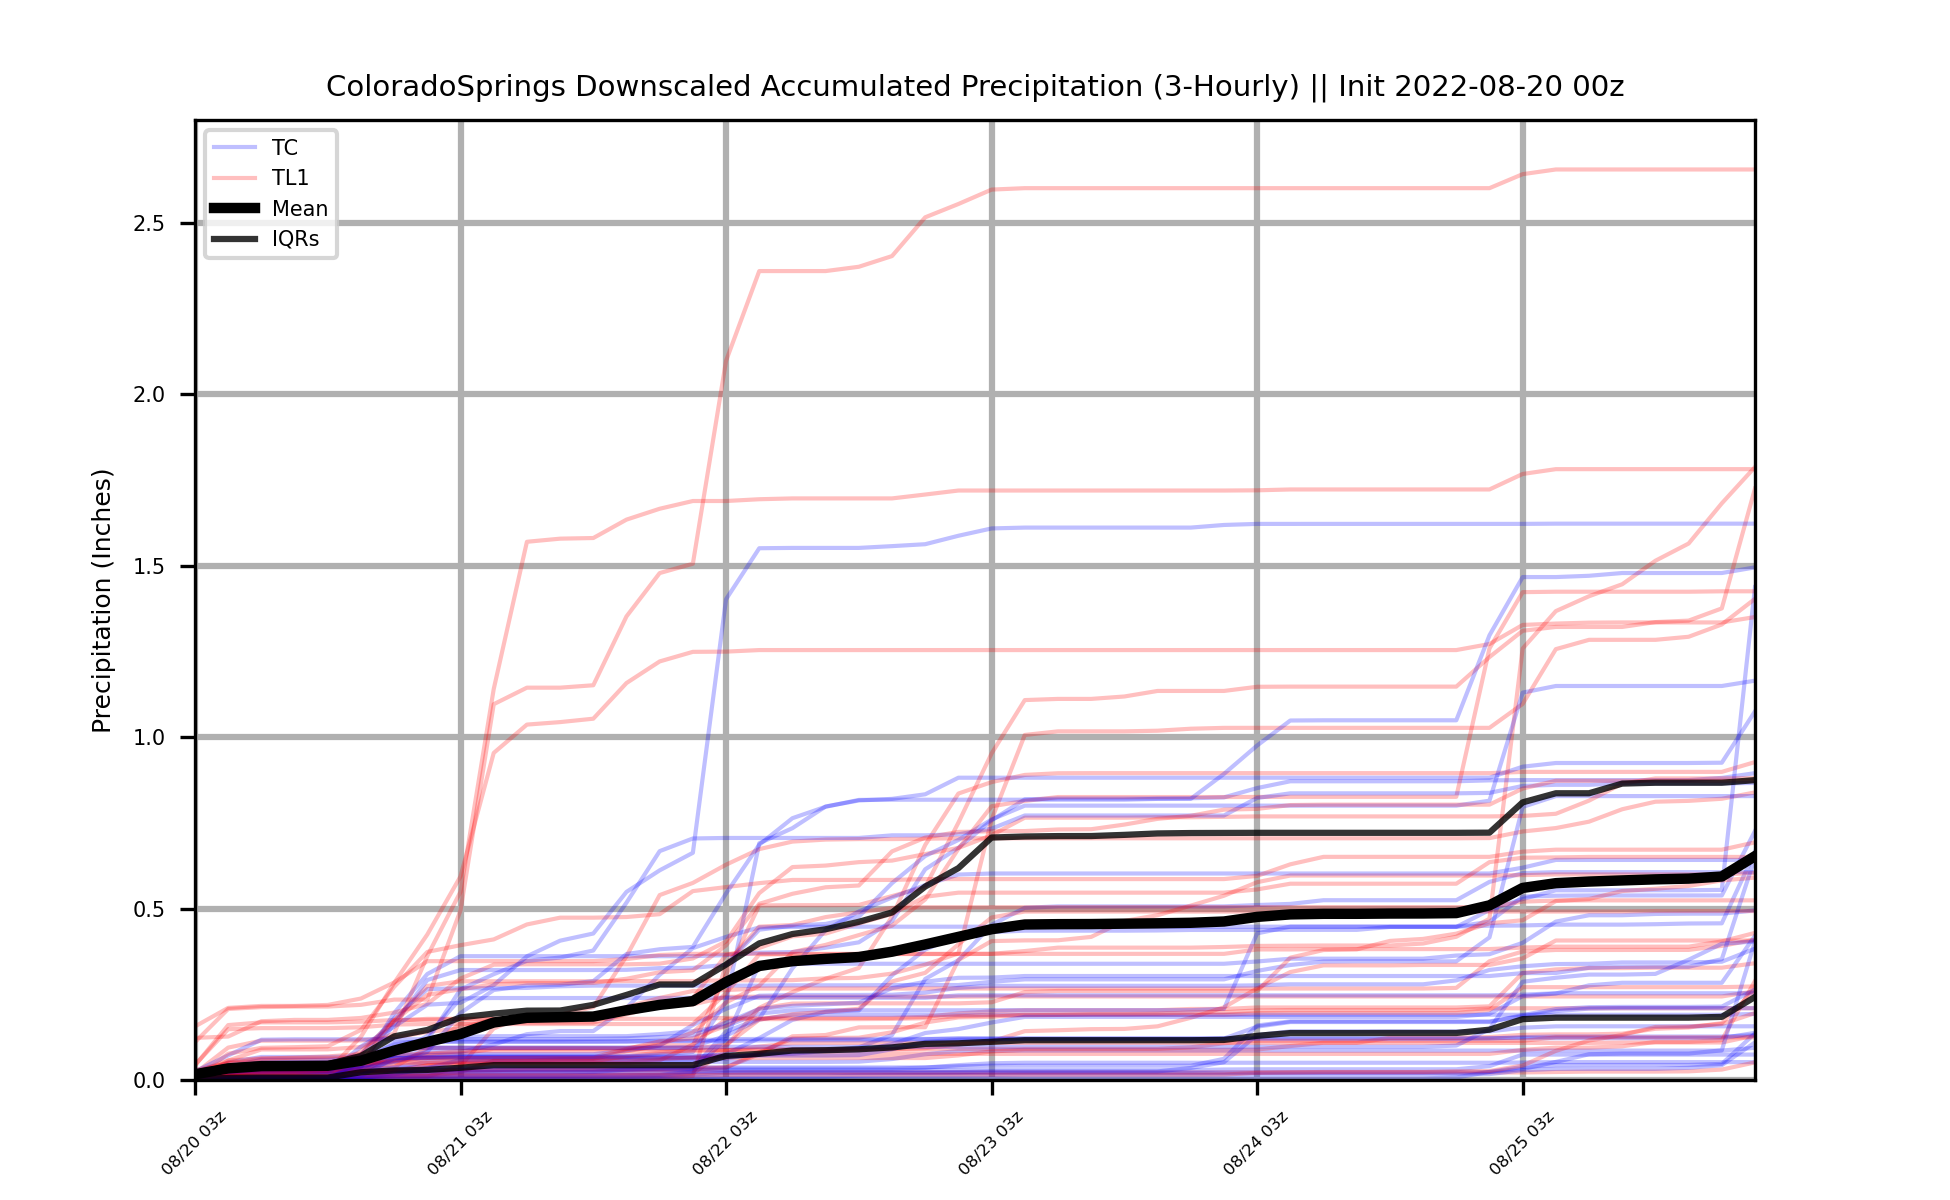 ColoradoSprings Downscaled Accumulated Precipitation (3-Hourly) || Init 2022-08-20 00z
TC
TL1
Mean
IQRs
Precipitation (Inches)
2.5
2.0
1.5
1.0
0.5
0.0
08/20 03z
08/21 03z
08/22 03z
08/23 03z
08/24 03z
08/25 03z